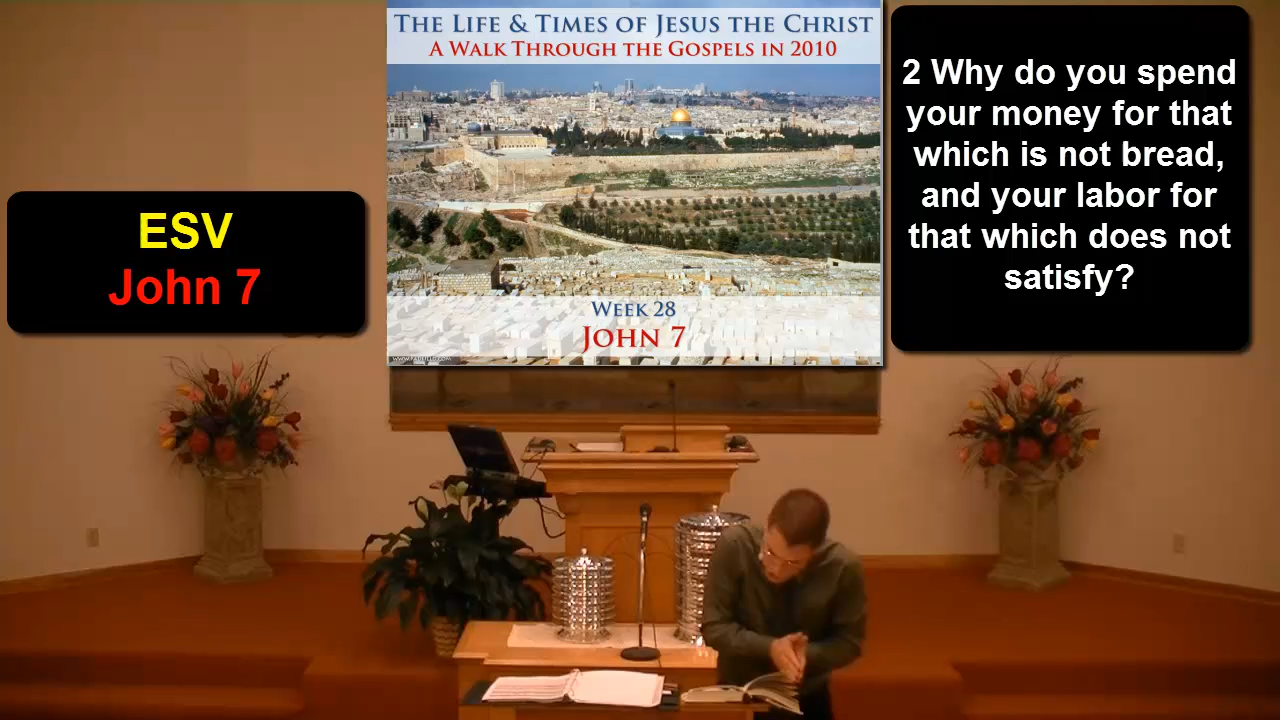 THE LIFE & TIMES OF JESUS THE CHRIST
A WALK THROUGH THE GOSPELS IN 2010
WEEK 28
JOHN 7
ESV
John 7
2 Why do you spend
your money for that
which is not bread,
and your labor for
that which does not
satisfy?